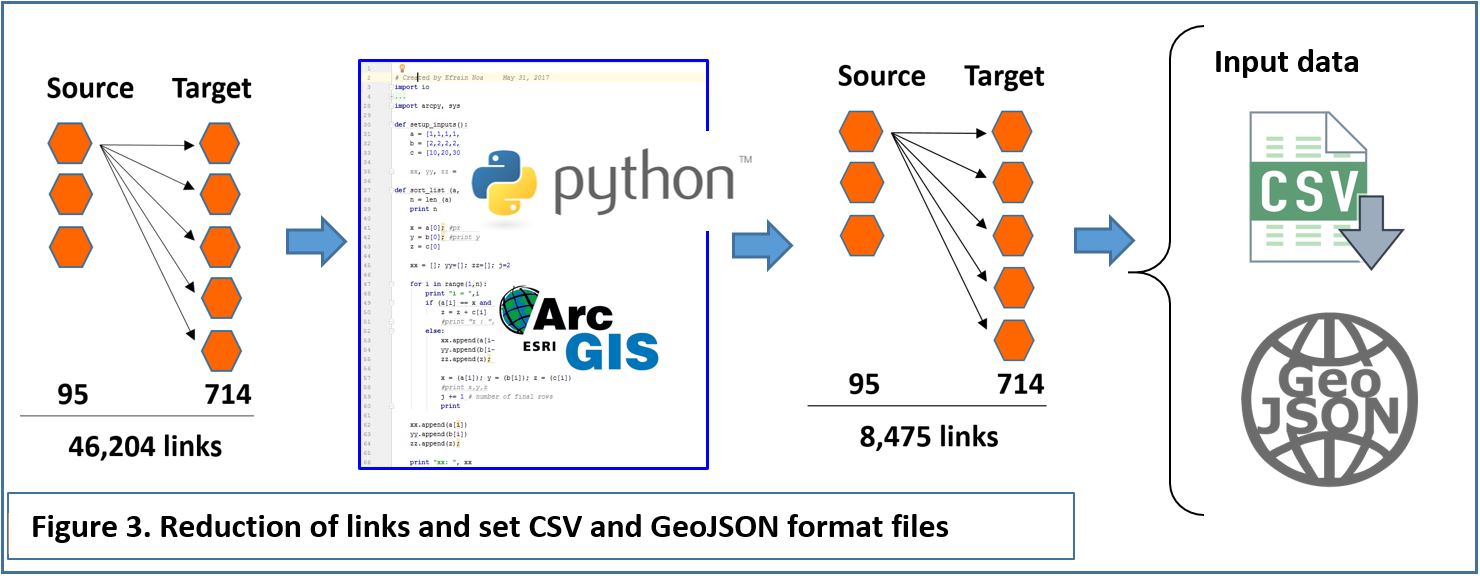 Source Target
95 714
46,204 links
1
2 # Created by Efrain Noa May 31, 2017
3 import io
4 ...
28 import arcpy, sys
29
30 def setup_inputs():
31 a = [1,1,1,1,
32 b = [2,2,2,2,
33 c = [10,20,30
34
35 xx, yy, zz =
36
37 def sort_list (a,
38 n = len (a)
39 print n
40
41 x = a[0]; #pr
42 y = b[0]; #print y
43 z = c[0]
44
45 xx = []; yy=[]; zz=[]; j=2
46
47 for i in range(1,n):
48 print "i = ",i
49 if (a[i] == x and
50 z = z + c[i]
51 #print "z : ",
52 else:
53 xx.append(a[i-
54 yy.append(b[i-
55 zz.append(z);
56
57 x = (a[i]); y = (b[i]); z = (c[i])
58 #print x,y,z
59 j += 1 # number of final rows
60 print
61
62 xx.append(a[i])
63 yy.append(b[i])
64 zz.append(z);
65
66 print "xx: ", xx
python™
Arc
ESRI GIS
Source Target
95 714
8,475 links
Input data
CSV
Geo
JSON
Figure 3. Reduction of links and set CSV and GeoJSON format files